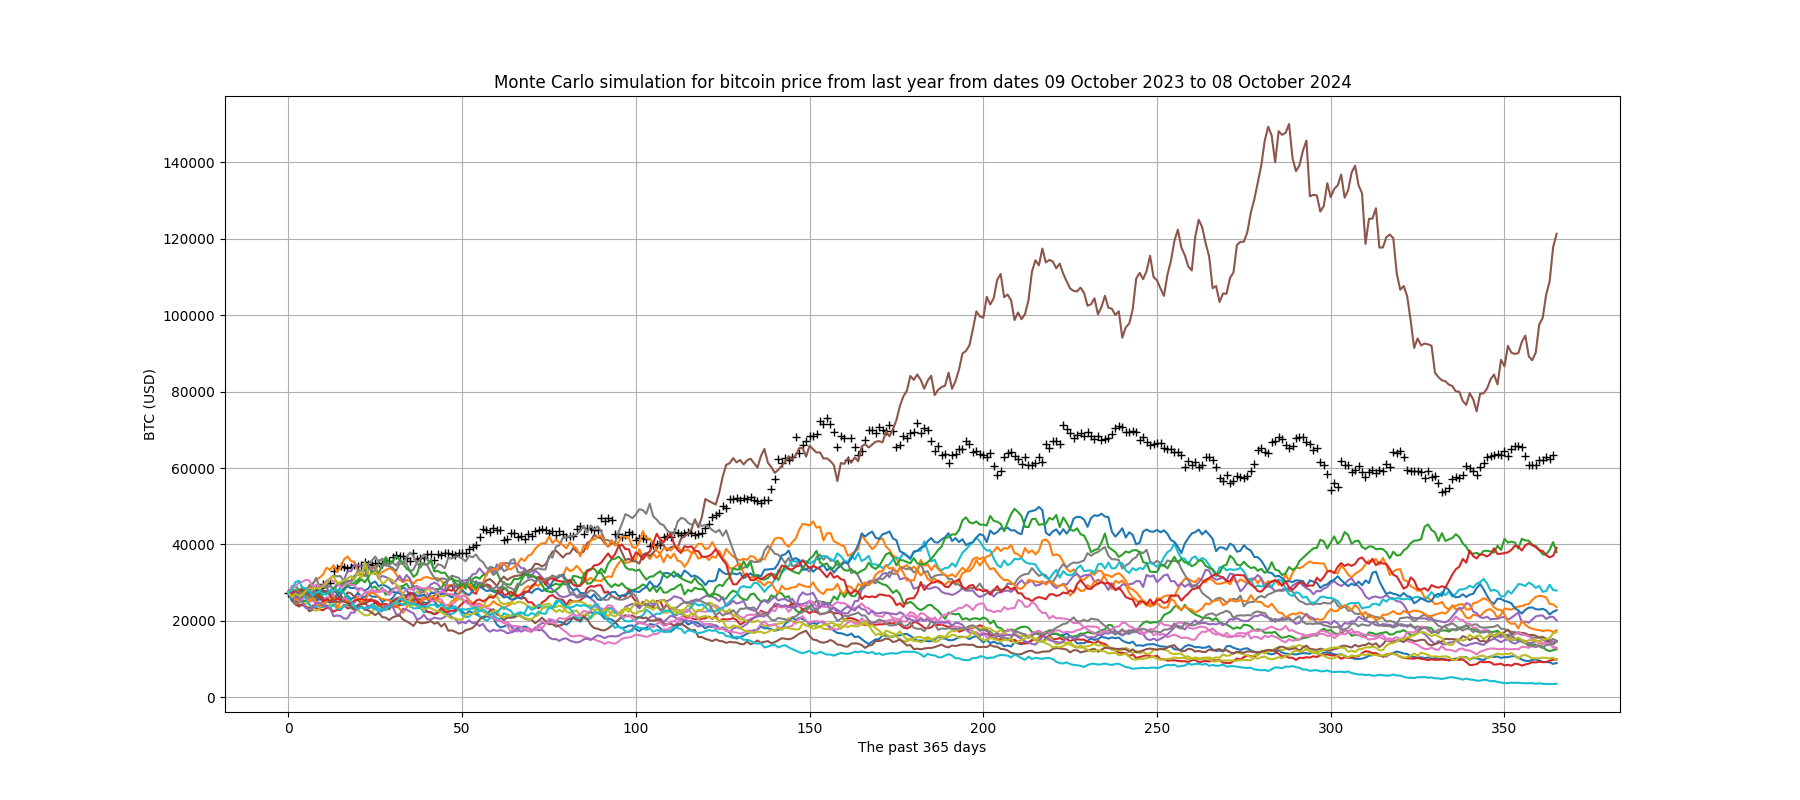 Monte Carlo simulation for bitcoin price from last year from dates 09 October 2023 to 08 October 2024
140000
120000
100000
80000
60000
40000
20000
0
BTC (USD)
0 50 100 150 200 250 300 350
The past 365 days